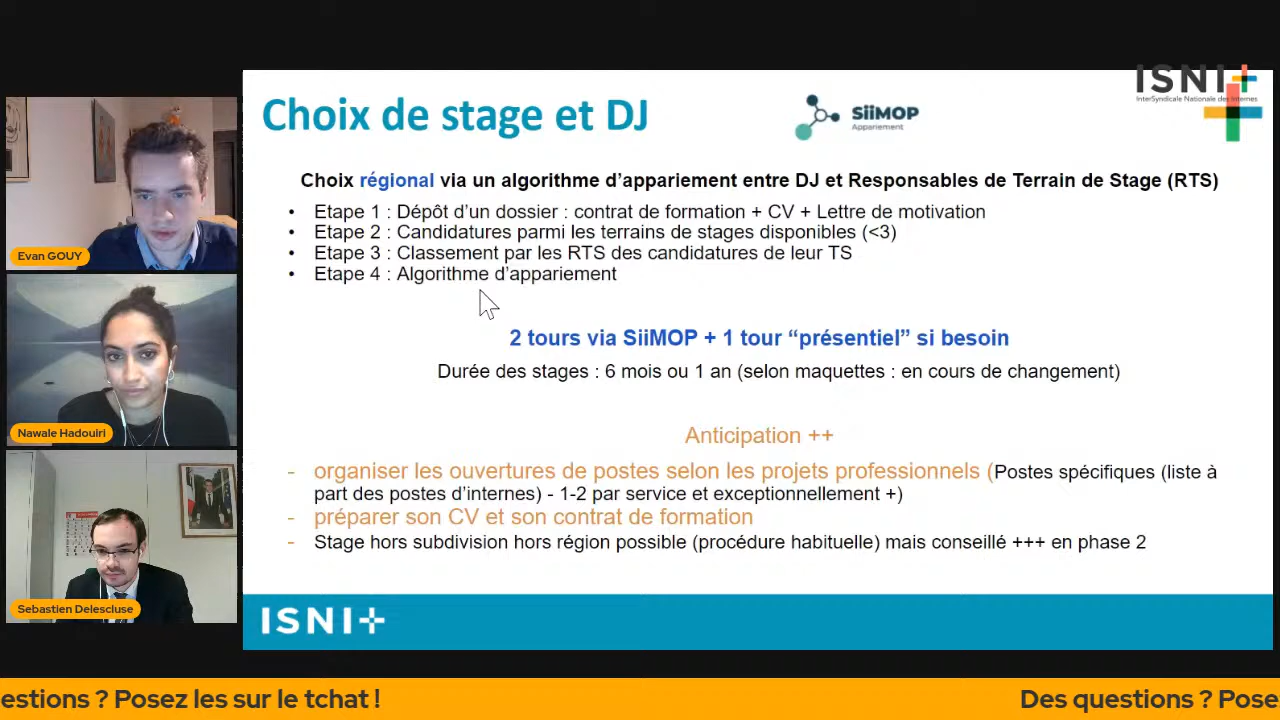 ISNI+
InterSyndicale Nationale des Internes
Choix de stage et DJ
SiiMOP
Appariement
Choix régional via un algorithme d'appariement entre DJ et Responsables de Terrain de Stage (RTS)
• Etape 1 : Dépôt d'un dossier : contrat de formation + CV + Lettre de motivation
• Etape 2 : Candidatures parmi les terrains de stages disponibles (<3)
• Etape 3 : Classement par les RTS des candidatures de leur TS
• Etape 4 : Algorithme d'appariement
2 tours via SiiMOP + 1 tour “présentiel” si besoin
Durée des stages : 6 mois ou 1 an (selon maquettes : en cours de changement)
Anticipation ++
- organiser les ouvertures de postes selon les projets professionnels (Postes spécifiques (liste à
part des postes d'internes) - 1-2 par service et exceptionnellement +)
- préparer son CV et son contrat de formation
- Stage hors subdivision hors région possible (procédure habituelle) mais conseillé +++ en phase 2
ISNI+
Evan GOUY
Nawale Hadouiri
Sebastien Delescluse
estions ? Posez les sur le tchat !
Des questions ? Pose